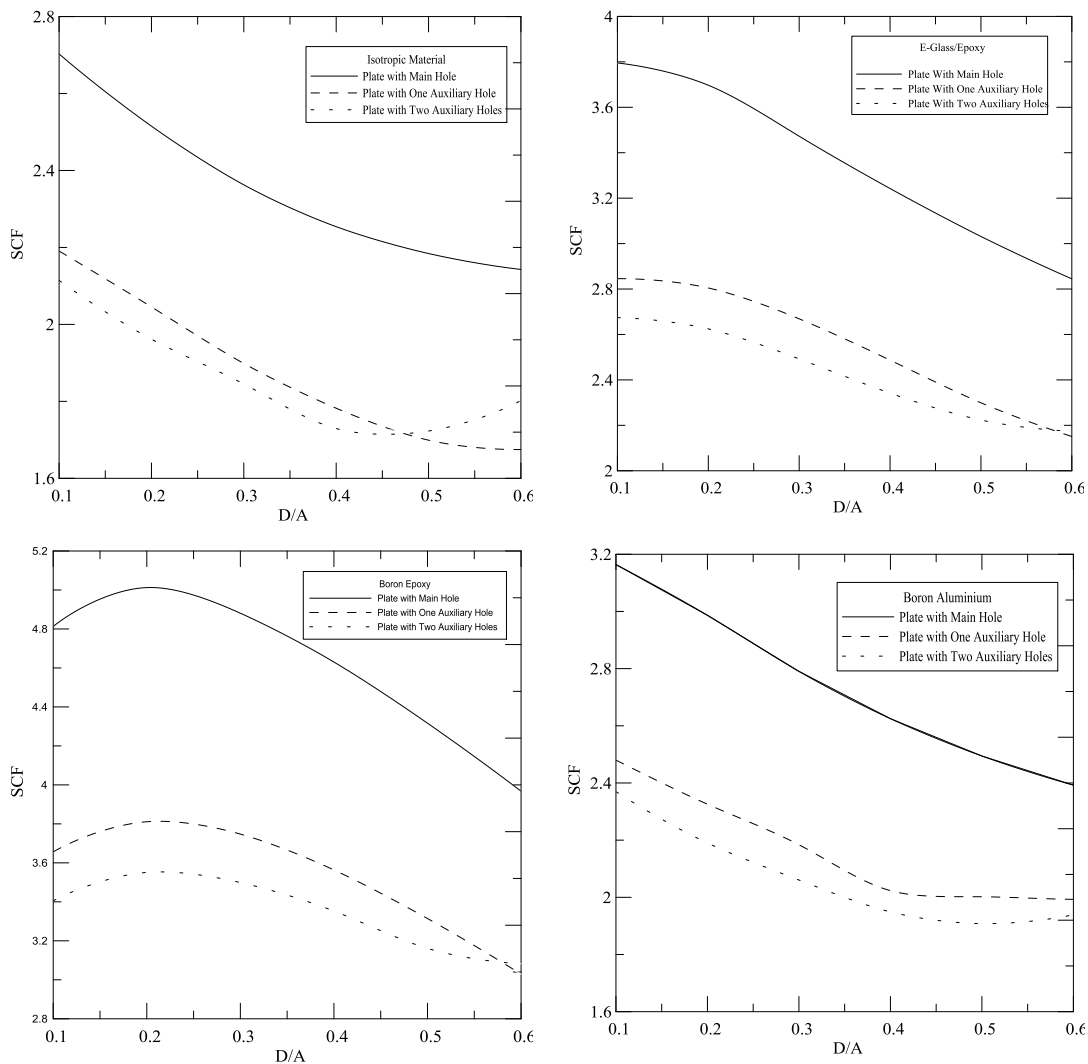 2.8
2.4
2
1.6
SCF
Isotropic Material
Plate with Main Hole
Plate with One Auxiliary Hole
Plate with Two Auxiliary Holes
0.1 0.2 0.3 0.4 0.5 0.6
D/A
4
3.6
3.2
2.8
2.4
2
SCF
E-Glass/Epoxy
Plate With Main Hole
Plate With One Auxiliary Hole
Plate With Two Auxiliary Holes
0.1 0.2 0.3 0.4 0.5 0.6
D/A
5.2
4.8
4.4
4
3.6
3.2
2.8
SCF
Boron Epoxy
Plate with Main Hole
Plate with One Auxiliary Hole
Plate with Two Auxiliary Holes
0.1 0.2 0.3 0.4 0.5 0.6
D/A
3.2
2.8
2.4
2
1.6
SCF
Boron Aluminium
Plate with Main Hole
Plate with One Auxiliary Hole
Plate with Two Auxiliary Holes
0.1 0.2 0.3 0.4 0.5 0.6
D/A